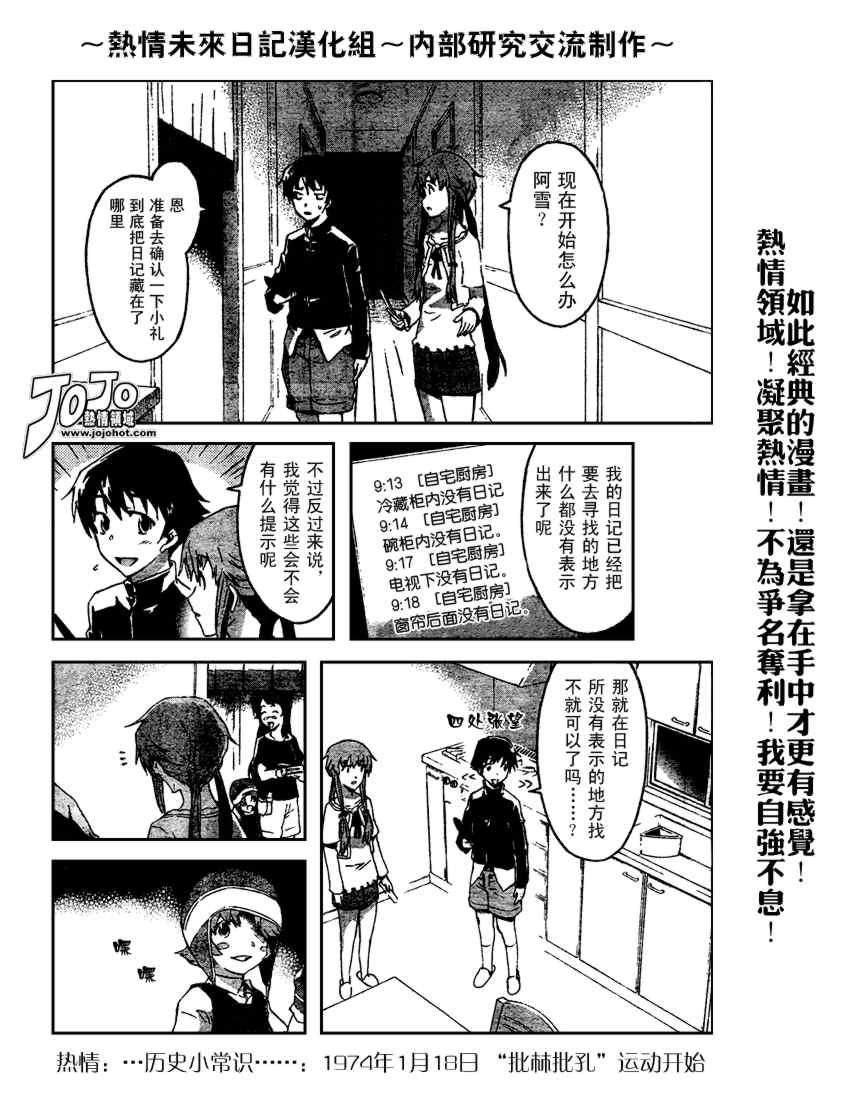 ～熱情未來日記漢化組～内部研究交流制作～
现在开始怎么办
阿雪？
恩
准备去确认一下小礼
到底把日记藏在了
哪里
JOJO
熱情領域
www.jojohot.com
我的日记已经把
要去寻找的地方
什么都没有表示
出来了呢
9:13 [自宅厨房]
冷藏柜内没有日记
9:14 [自宅厨房]
碗柜内没有日记。
9:17 [自宅厨房]
电视下没有日记。
9:18 [自宅厨房]
窗帘后面没有日记。
不过反过来说，
我觉得这些会不会
有什么提示呢
那就在日记
所没有表示的地方找
不就可以了吗……？
四处张望
嘿
嘿
如此經典的漫畫！還是拿在手中才更有感覺！
熱情領域！凝聚熱情！不為爭名奪利！我要自強不息！
热情：…历史小常识……：1974年1月18日 “批林批孔”运动开始